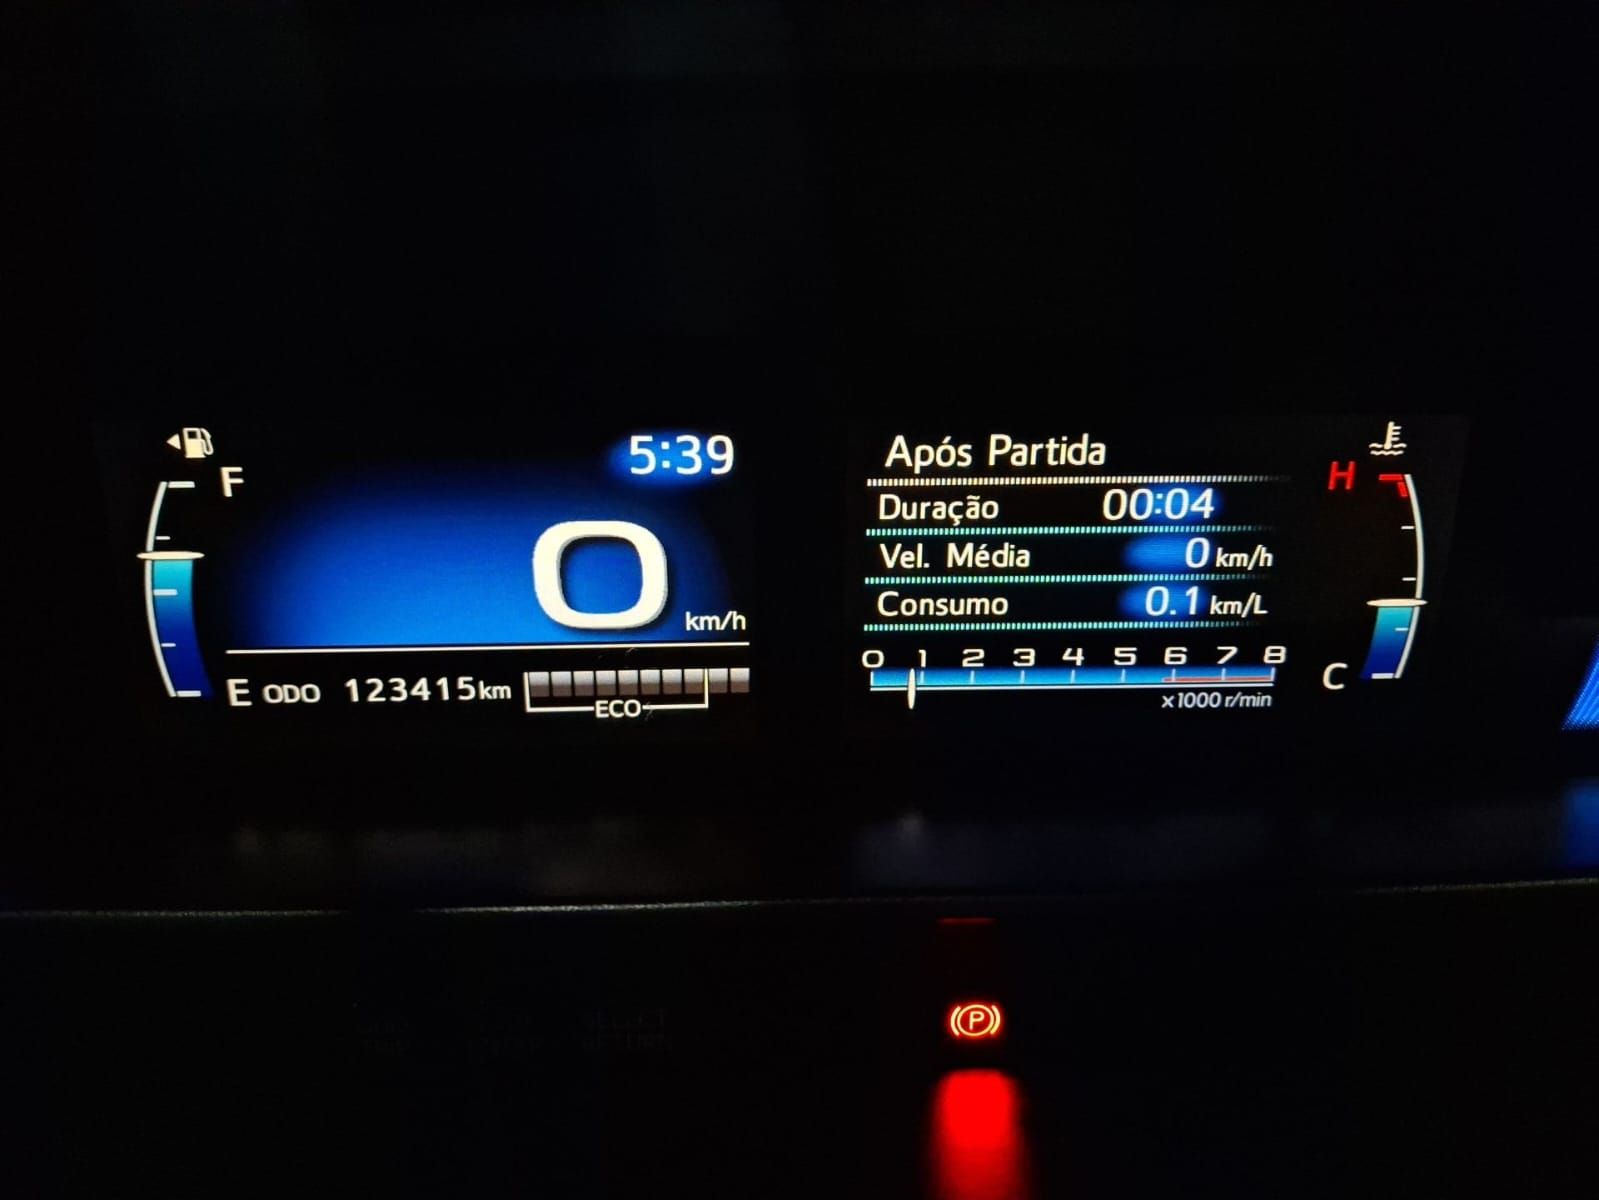 F
5:39
0 km/h
E ODO 123415km
ECO
Após Partida
Duração 00:04
Vel. Média 0 km/h
Consumo 0.1 km/L
0 1 2 3 4 5 6 7 8
x1000 r/min
H
C
(P)